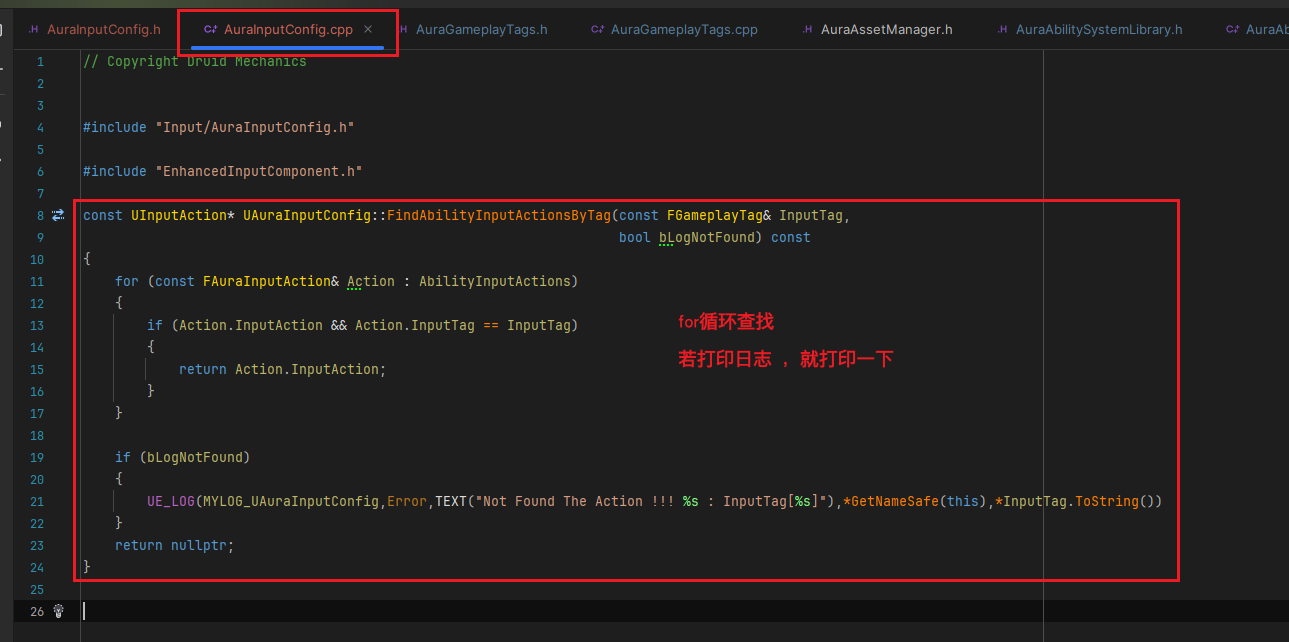 AuraInputConfig.h
AuraInputConfig.cpp
AuraGameplayTags.h
AuraGameplayTags.cpp
AuraAssetManager.h
AuraAbilitySystemLibrary.h
AuraAb
1 // Copyright Druid Mechanics
2
3
4 #include "Input/AuraInputConfig.h"
5
6 #include "EnhancedInputComponent.h"
7
8 const UInputAction* UAuraInputConfig::FindAbilityInputActionsByTag(const FGameplayTag& InputTag,
9 bool bLogNotFound) const
10 {
11 for (const FAuraInputAction& Action : AbilityInputActions)
12 {
13 if (Action.InputAction && Action.InputTag == InputTag)
14 {
15 return Action.InputAction;
16 }
17 }
18
19 if (bLogNotFound)
20 {
21 UE_LOG(MYLOG_UAuraInputConfig,Error,TEXT("Not Found The Action !!! %s : InputTag[%s]"),*GetNameSafe(this),*InputTag.ToString())
22 }
23 return nullptr;
24 }
25
26
for循环查找
若打印日志 ，就打印一下